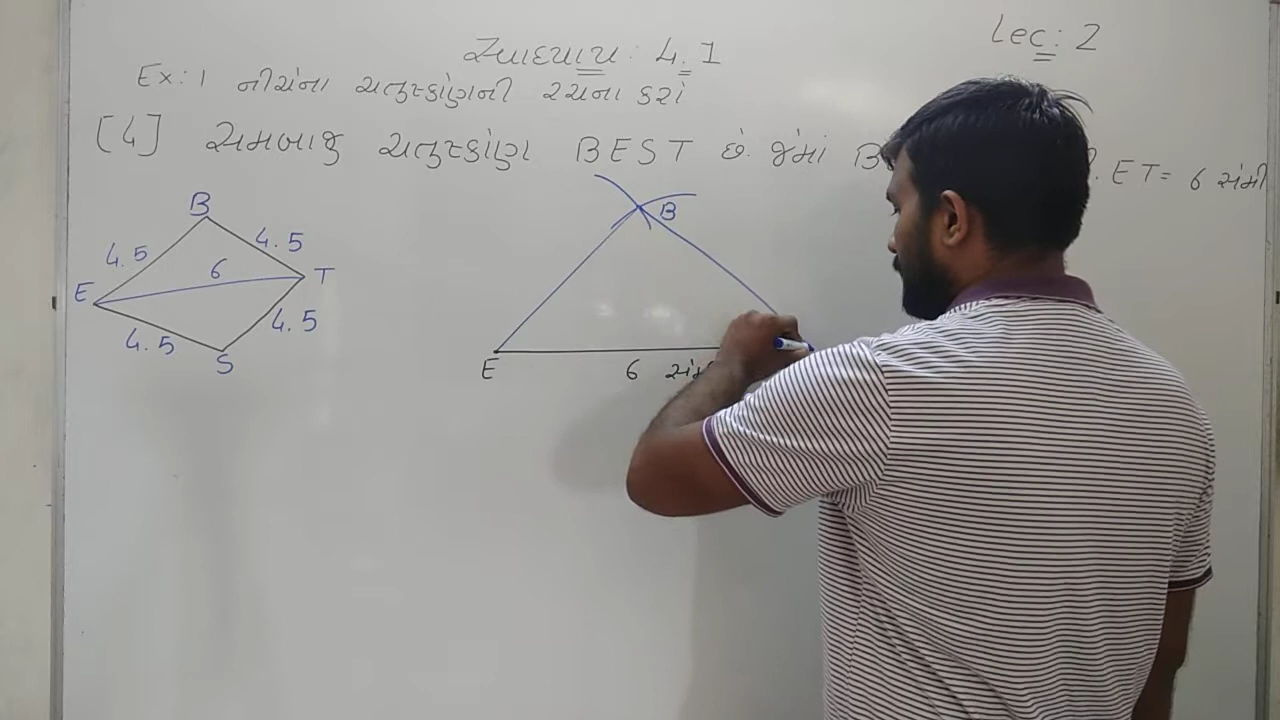 Lec: 2
સ્વાધ્યાય : 4.1
Ex: 1 નીચેના ચતુષ્કોણની રચના કરો
[4] સમબાજુ ચતુષ્કોણ BEST છે. જેમાં B ET = 6 સેમી
B
4.5 4.5
6
E T
4.5 4.5
S
B
E 6